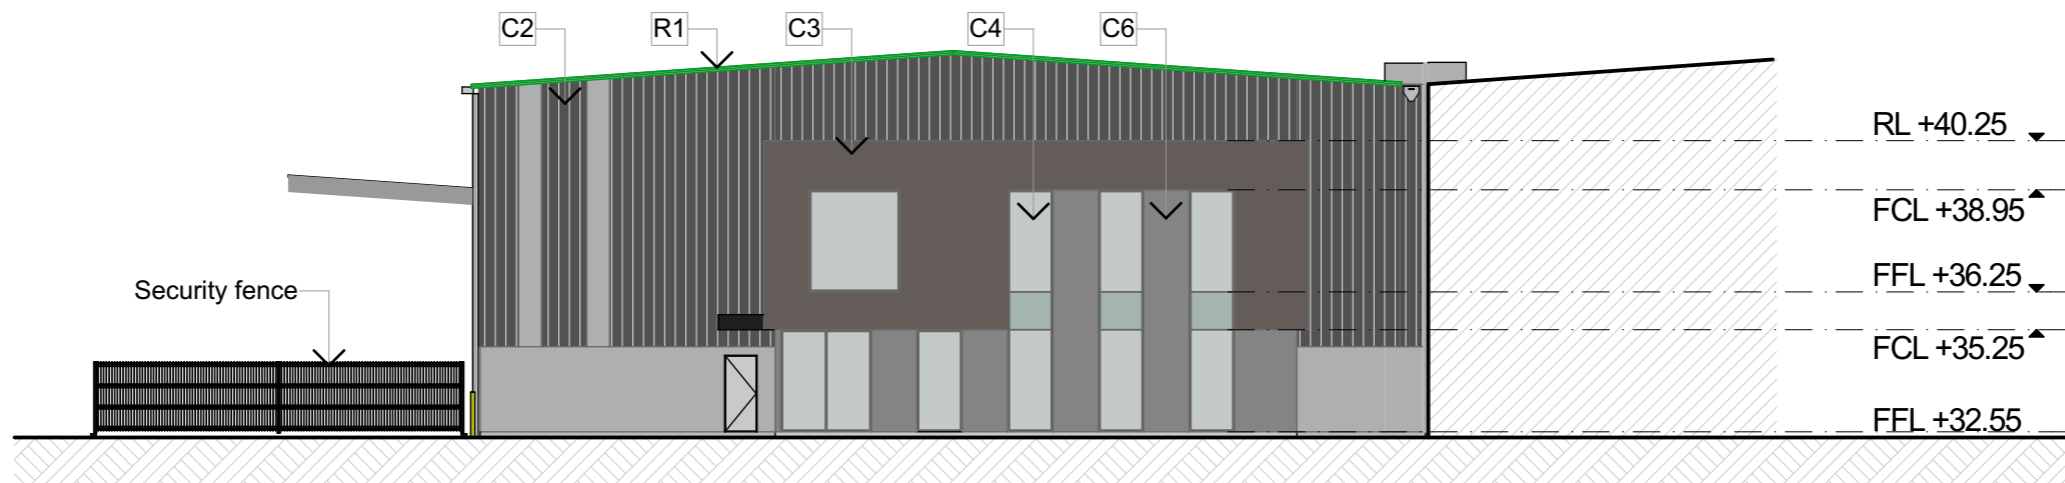 C2
R1
C3
C4
C6
RL +40.25
FCL +38.95
FFL +36.25
Security fence
FCL +35.25
FFL +32.55